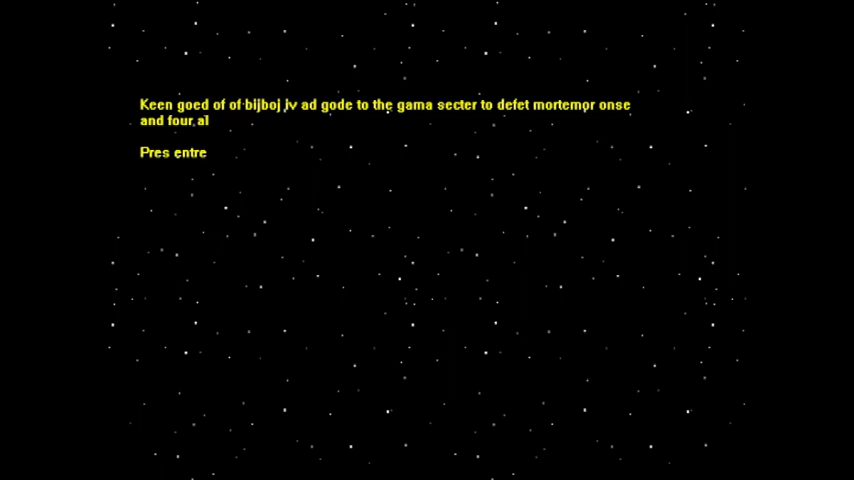 Keen goed of of bijboj jv ad gode to the gama secter to defet mortemor onse
and four al
Pres entre